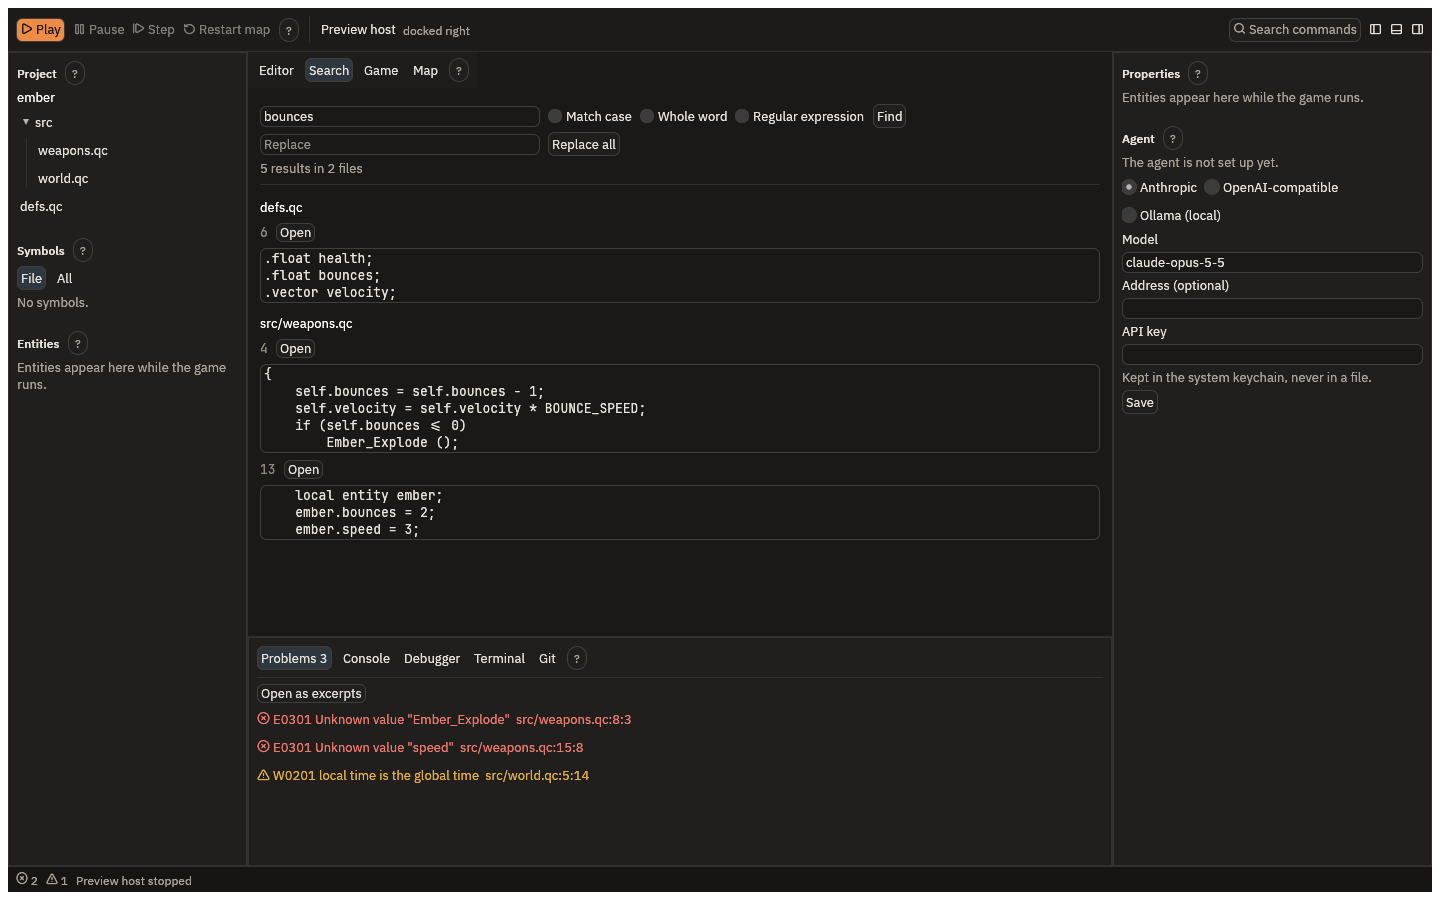 Play Pause Step Restart map ? Preview host docked right Search commands
Project ?
ember
src
weapons.qc
world.qc
defs.qc
Symbols ?
File All
No symbols.
Entities ?
Entities appear here while the game
runs.
Editor Search Game Map ?
bounces Match case Whole word Regular expression Find
Replace Replace all
5 results in 2 files
defs.qc
6 Open
.float health;
.float bounces;
.vector velocity;
src/weapons.qc
4 Open
{
self.bounces = self.bounces - 1;
self.velocity = self.velocity * BOUNCE_SPEED;
if (self.bounces <= 0)
Ember_Explode ();
13 Open
local entity ember;
ember.bounces = 2;
ember.speed = 3;
Problems 3 Console Debugger Terminal Git ?
Open as excerpts
E0301 Unknown value "Ember_Explode" src/weapons.qc:8:3
E0301 Unknown value "speed" src/weapons.qc:15:8
W0201 local time is the global time src/world.qc:5:14
Properties ?
Entities appear here while the game runs.
Agent ?
The agent is not set up yet.
Anthropic OpenAI-compatible
Ollama (local)
Model
claude-opus-5-5
Address (optional)
API key
Kept in the system keychain, never in a file.
Save
2 1 Preview host stopped